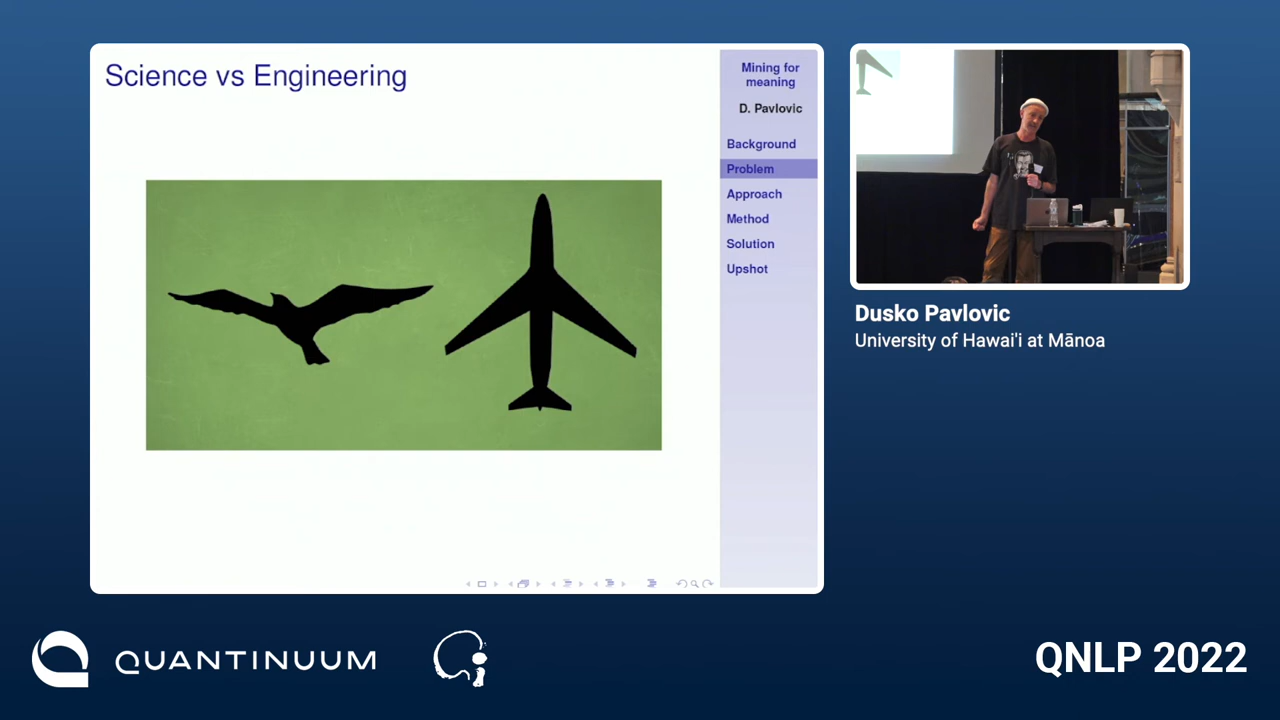 Science vs Engineering
Mining for
meaning
D. Pavlovic
Background
Problem
Approach
Method
Solution
Upshot
Dusko Pavlovic
University of Hawai'i at Mānoa
QUANTINUUM
QNLP 2022